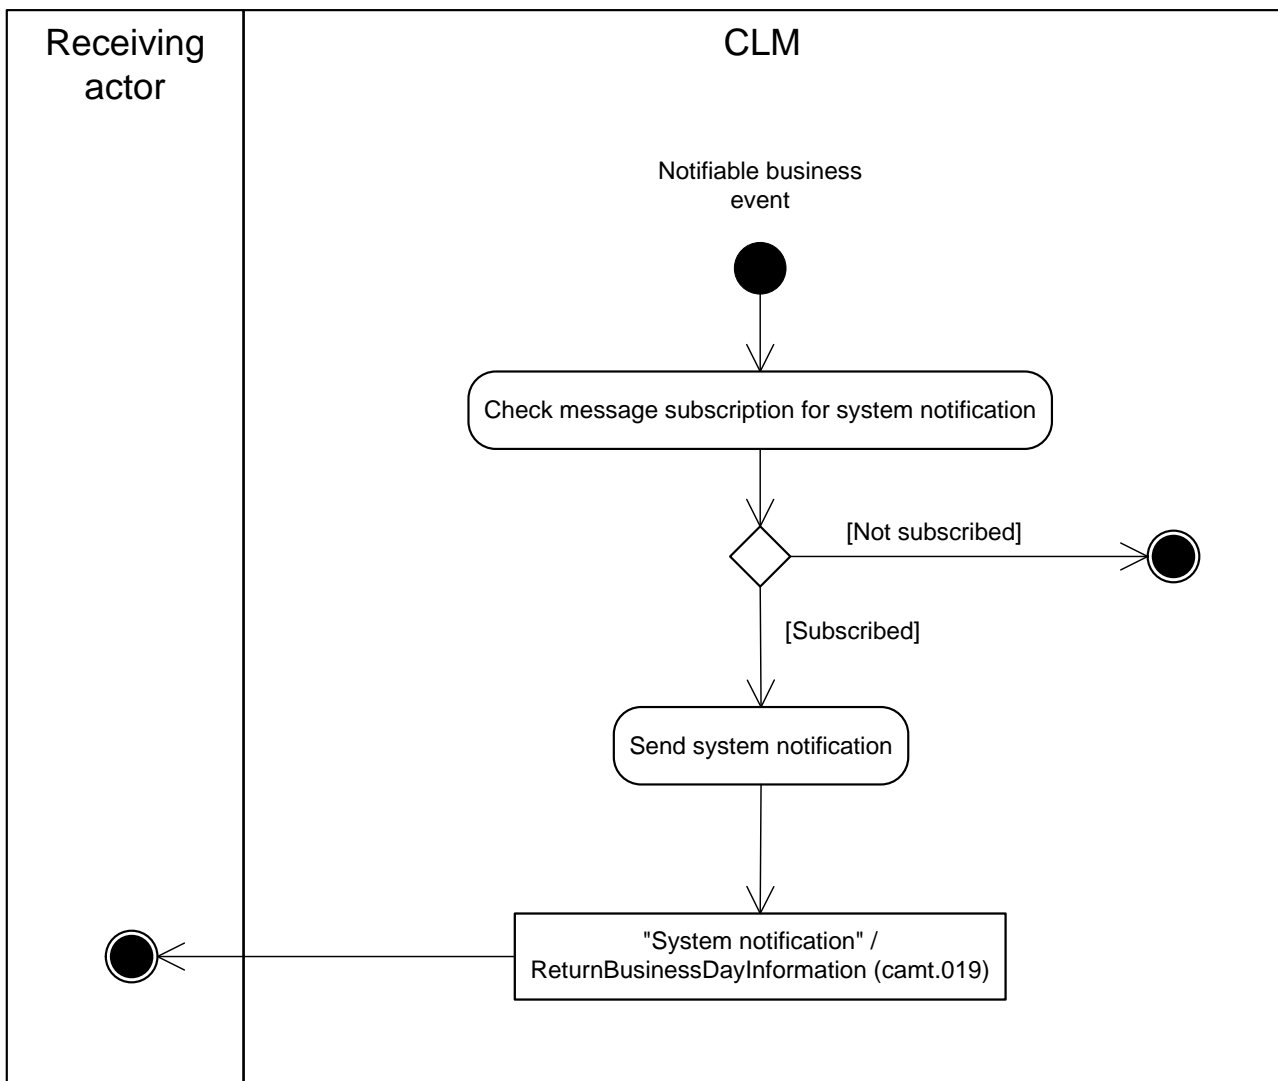 Receiving
actor
CLM
Notifiable business
event
Check message subscription for system notification
[Not subscribed]
[Subscribed]
Send system notification
"System notification" /
ReturnBusinessDayInformation (camt.019)